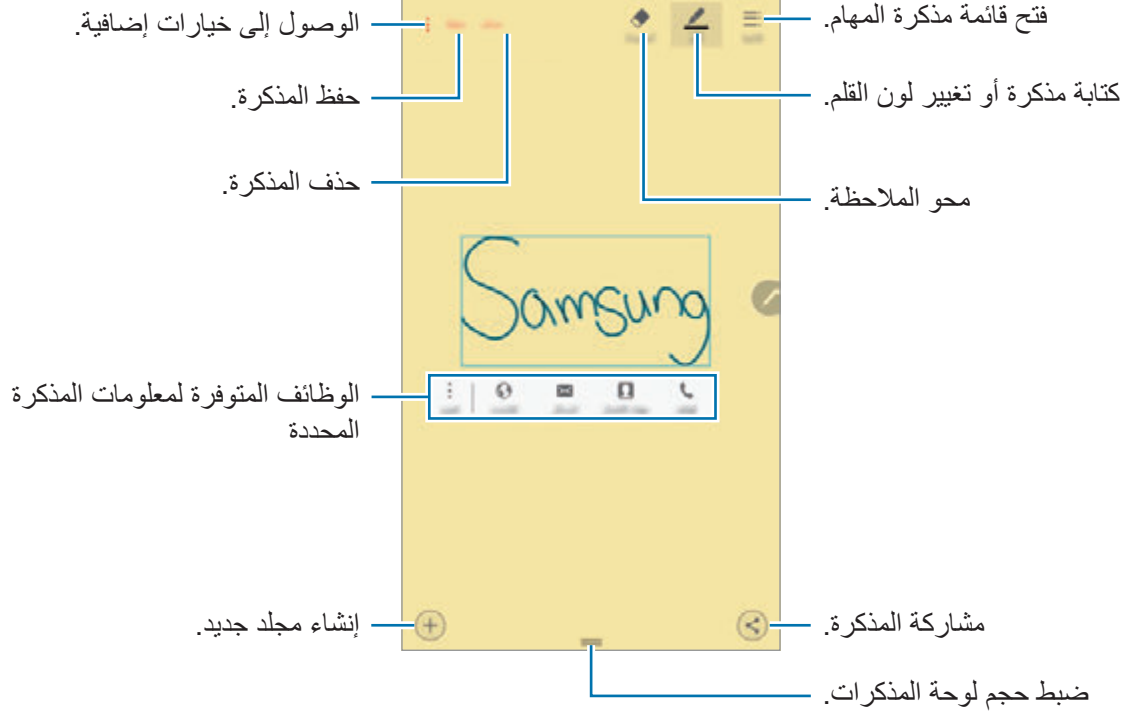 فتح قائمة مذكرة المهام.
كتابة مذكرة أو تغيير لون القلم.
محو الملاحظة.
الوصول إلى خيارات إضافية.
حفظ المذكرة.
حذف المذكرة.
Samsung
الوظائف المتوفرة لمعلومات المذكرة
المحددة
مشاركة المذكرة.
إنشاء مجلد جديد.
ضبط حجم لوحة المذكرات.